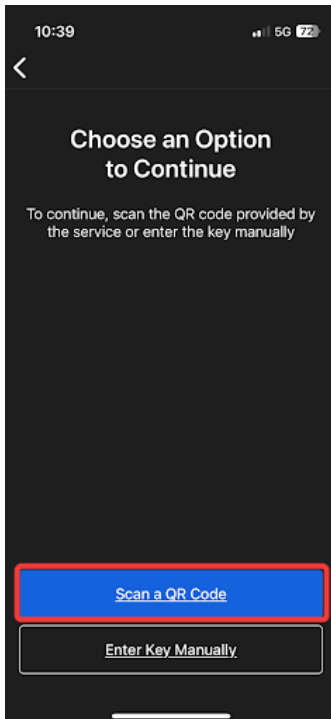 10:39
5G 72
Choose an Option
to Continue
To continue, scan the QR code provided by
the service or enter the key manually
Scan a QR Code
Enter Key Manually